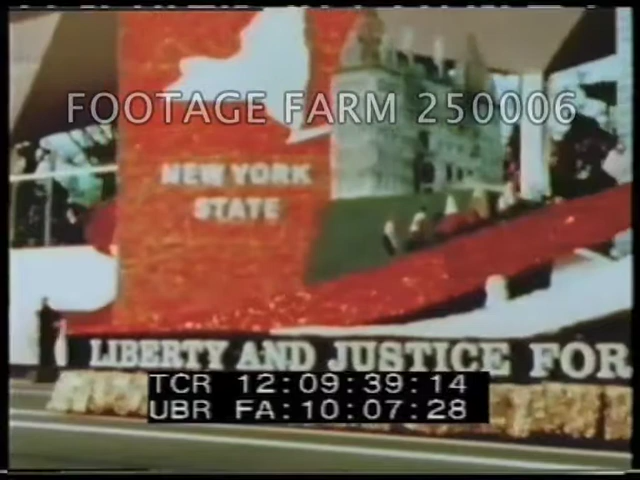 FOOTAGE FARM 250006
NEW YORK
STATE
LIBERTY AND JUSTICE FOR
TCR 12:09:39:14
UBR FA:10:07:28